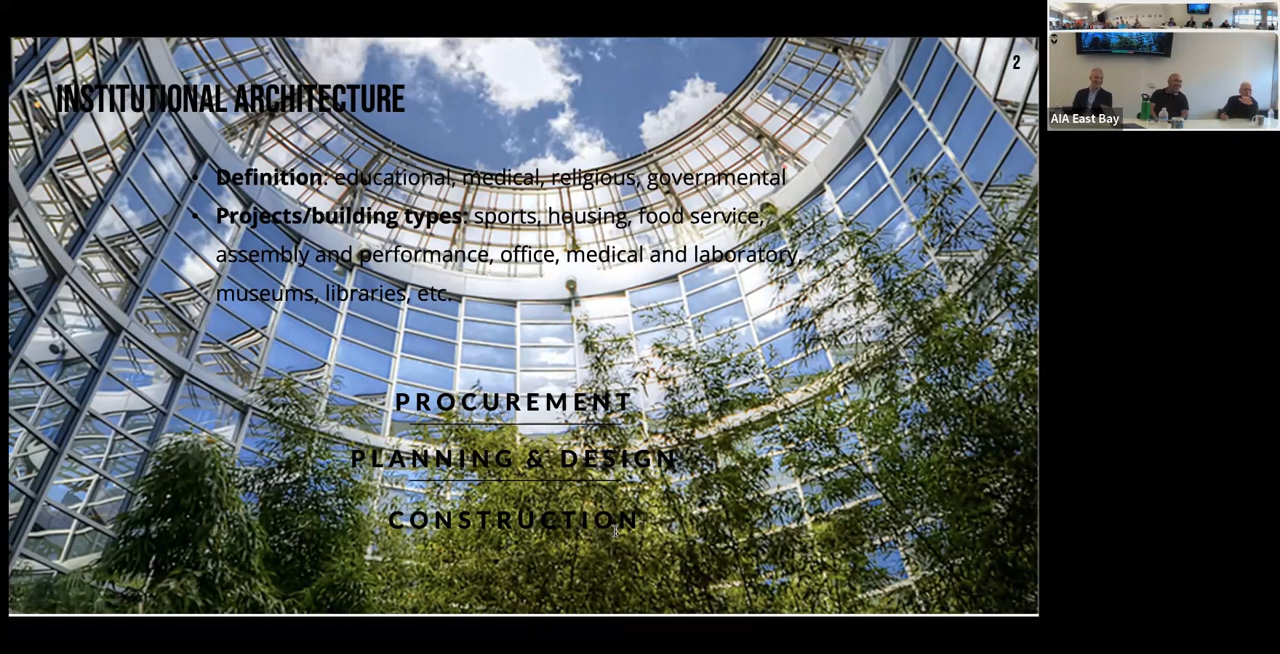 2
INSTITUTIONAL ARCHITECTURE
• Definition: educational, medical, religious, governmental
• Projects/building types: sports, housing, food service,
assembly and performance, office, medical and laboratory,
museums, libraries, etc.
PROCUREMENT
PLANNING & DESIGN
CONSTRUCTION
AIA East Bay